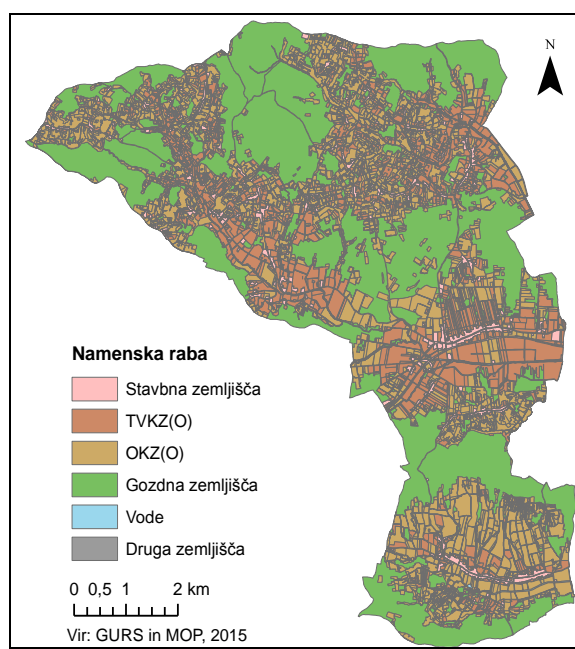 N
Namenska raba
Stavbna zemljišča
TVKZ(O)
OKZ(O)
Gozdna zemljišča
Vode
Druga zemljišča
0 0,5 1 2 km
Vir: GURS in MOP, 2015